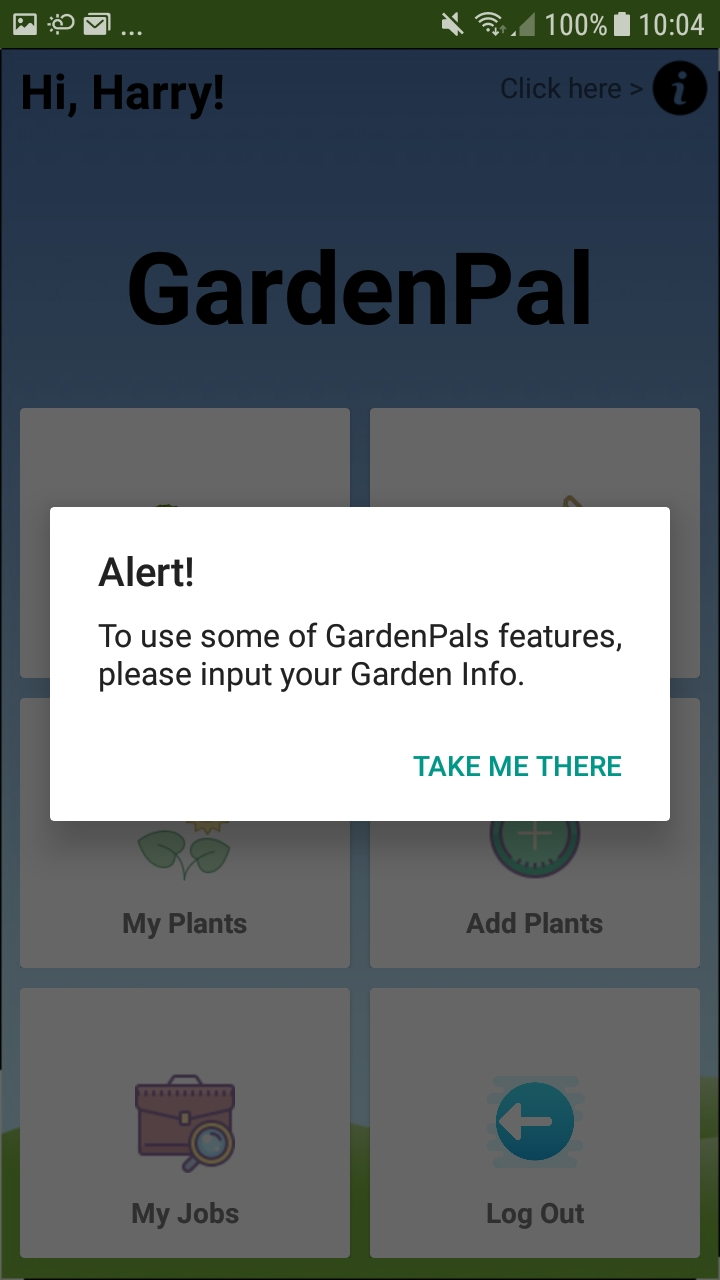 ... 100% 10:04
Hi, Harry!
Click here > i
GardenPal
Alert!
To use some of GardenPals features,
please input your Garden Info.
TAKE ME THERE
My Plants
Add Plants
My Jobs
Log Out